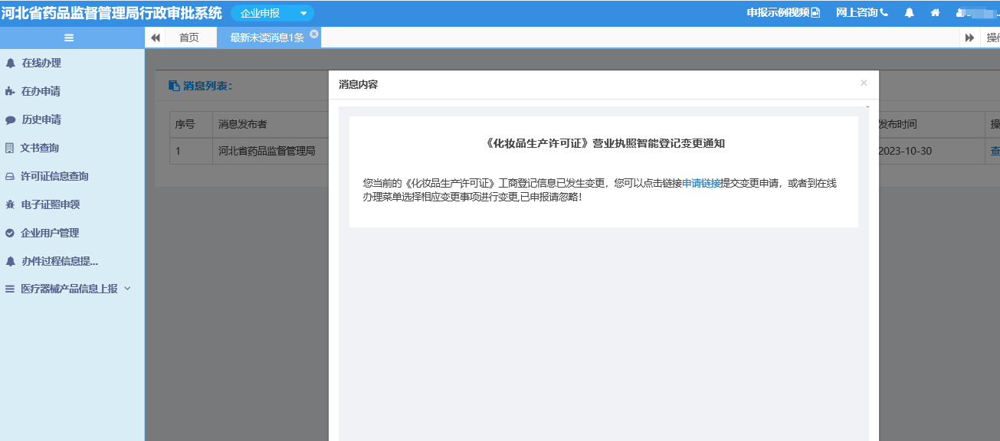 河北省药品监督管理局行政审批系统 企业申报 申报示例视频 网上咨询
首页 最新未读消息1条 操作
在线办理
在办申请
历史申请
文书查询
许可证信息查询
电子证照申领
企业用户管理
办件过程信息提...
医疗器械产品信息上报
消息列表：
序号 消息发布者 发布时间 操
1 河北省药品监督管理局 2023-10-30 查
消息内容 ×
《化妆品生产许可证》营业执照智能登记变更通知
您当前的《化妆品生产许可证》工商登记信息已发生变更，您可以点击链接申请链接提交变更申请，或者到在线
办理菜单选择相应变更事项进行变更,已申报请忽略！